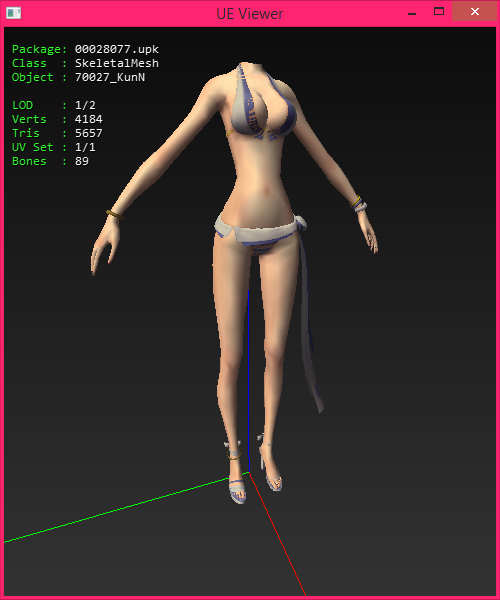 UE Viewer
Package: 00028077.upk
Class : SkeletalMesh
Object : 70027_KunN
LOD : 1/2
Verts : 4184
Tris : 5657
UV Set : 1/1
Bones : 89